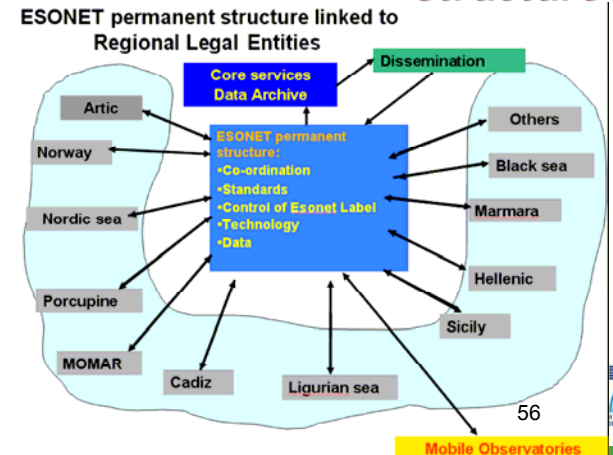 structure
ESONET permanent structure linked to
Regional Legal Entities
Core services
Data Archive
Dissemination
Artic
Norway
Nordic sea
Porcupine
MOMAR
Cadiz
Ligurian sea
ESONET permanent
structure:
•Co-ordination
•Standards
•Control of Esonet Label
•Technology
•Data
Others
Black sea
Marmara
Hellenic
Sicily
56
Mobile Observatories